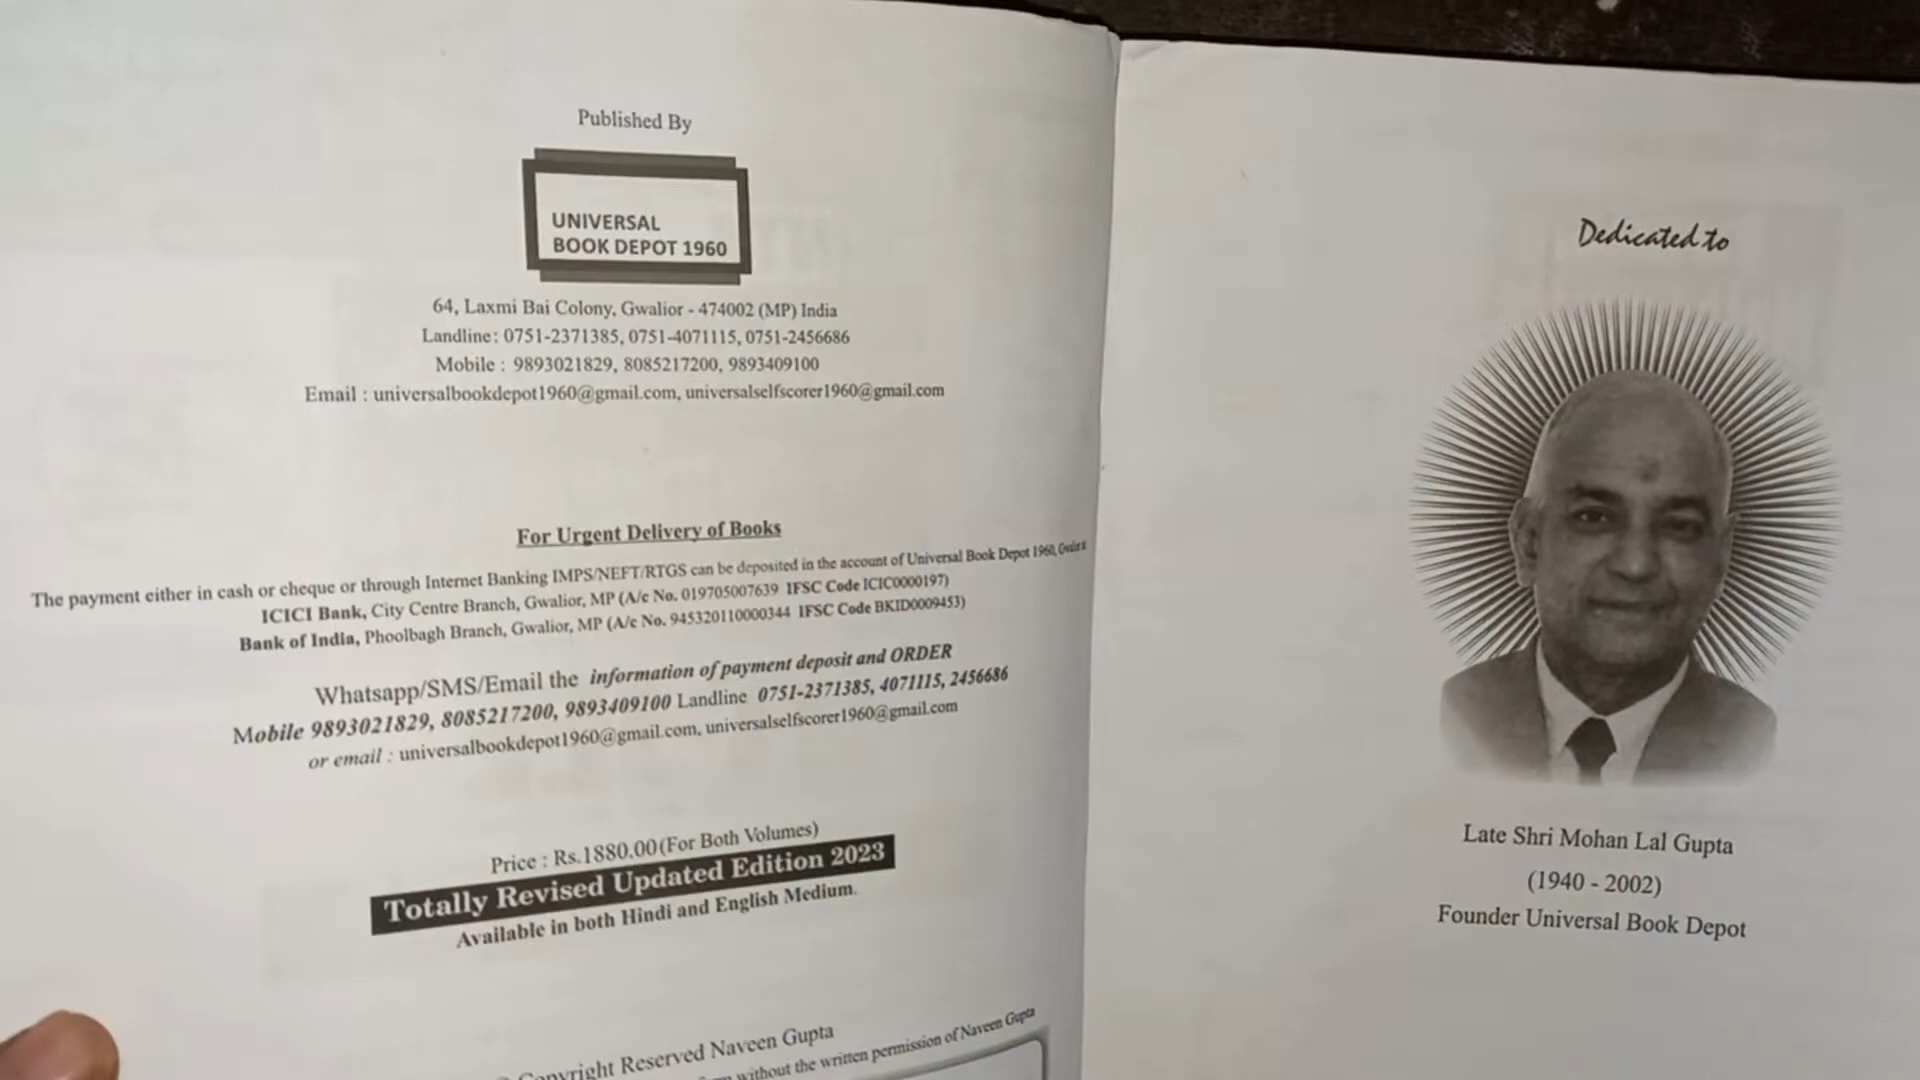 Published By
UNIVERSAL
BOOK DEPOT 1960
64, Laxmi Bai Colony, Gwalior - 474002 (MP) India
Landline: 0751-2371385, 0751-4071115, 0751-2456686
Mobile : 9893021829, 8085217200, 9893409100
Email : universalbookdepot1960@gmail.com, universalselfscorer1960@gmail.com
For Urgent Delivery of Books
The payment either in cash or cheque or through Internet Banking IMPS/NEFT/RTGS can be deposited in the account of Universal Book Depot 1960,
ICICI Bank, City Centre Branch, Gwalior, MP (A/c No. 019705007639 IFSC Code ICIC0000197)
Bank of India, Phoolbagh Branch, Gwalior, MP (A/c No. 945320110000344 IFSC Code BKID0009453)
Whatsapp/SMS/Email the information of payment deposit and ORDER
Mobile 9893021829, 8085217200, 9893409100 Landline 0751-2371385, 4071115, 2456686
or email : universalbookdepot1960@gmail.com, universalselfscorer1960@gmail.com
Price : Rs.1880.00(For Both Volumes)
Totally Revised Updated Edition 2023
Available in both Hindi and English Medium.
Reserved Naveen Gupta
without the written permission of Naveen Gupta
Dedicated to
Late Shri Mohan Lal Gupta
(1940 - 2002)
Founder Universal Book Depot